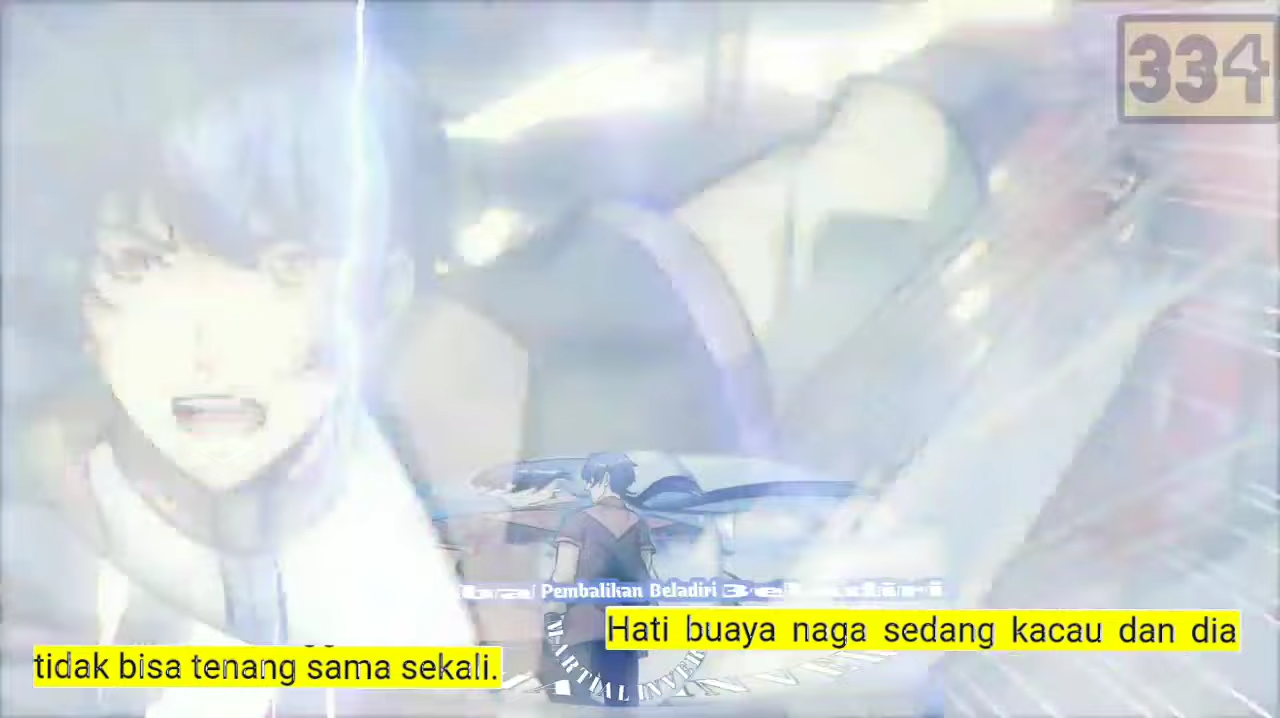 334
Pembalikan Beladiri
Hati buaya naga sedang kacau dan dia
tidak bisa tenang sama sekali.